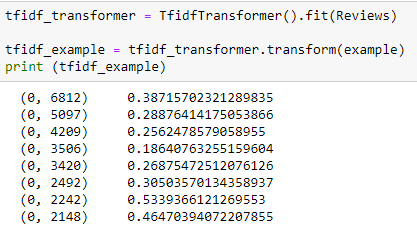 tfidf_transformer = TfidfTransformer().fit(Reviews)
tfidf_example = tfidf_transformer.transform(example)
print (tfidf_example)
(0, 6812) 0.38715702321289835
(0, 5097) 0.28876414175053866
(0, 4209) 0.2562478579058955
(0, 3506) 0.18640763255159604
(0, 3420) 0.26875472512076126
(0, 2492) 0.30503570134358937
(0, 2242) 0.5339366121269553
(0, 2148) 0.46470394072207855